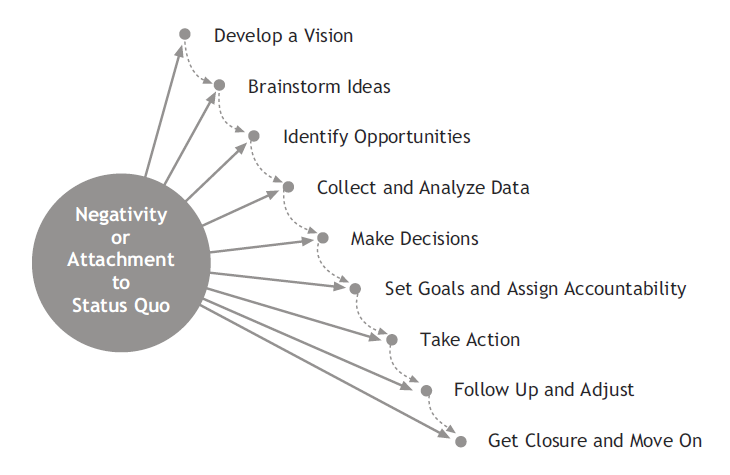 Develop a Vision
Brainstorm Ideas
Identify Opportunities
Collect and Analyze Data
Negativity
or
Attachment
to
Status Quo
Make Decisions
Set Goals and Assign Accountability
Take Action
Follow Up and Adjust
Get Closure and Move On